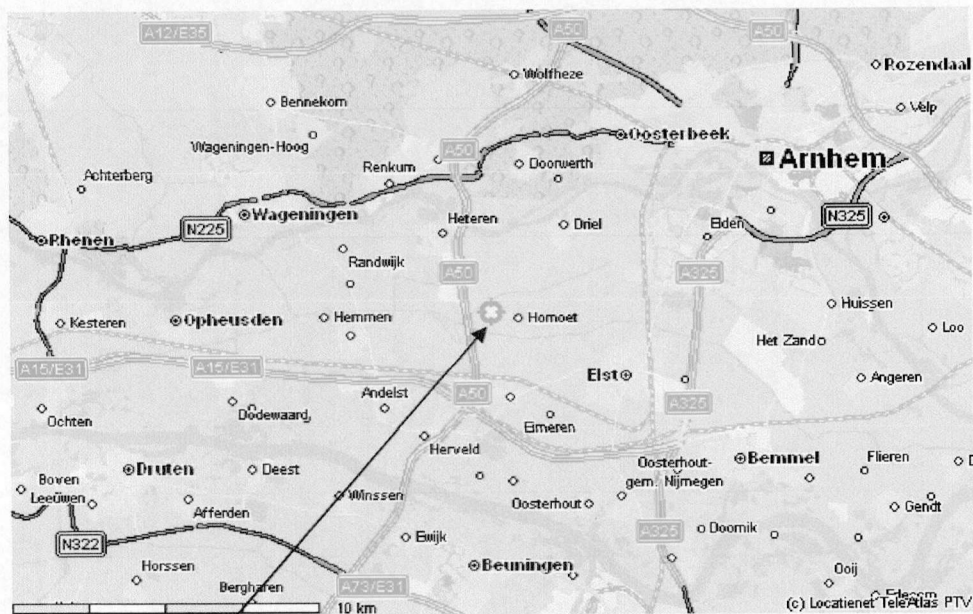 A12/E35
A50
A50
Rozendaal
Wolfheze
Bennekom
Velp
Wageningen-Hoog
Oosterbeek
A50
Arnhem
Renkum
Doorwerth
Achterberg
Wageningen
N225
Heteren
Driel
Elden
N325
Rhenen
Randwijk
A50
A325
Huissen
Kesteren
Opheusden
Hemmen
Homoet
Loo
Het Zand
A15/E31
A15/E31
Elst
Angeren
Andelst
A50
A325
Ochten
Dodewaard
Eimeren
Herveld
Druten
Deest
Oosterhout-
gem. Nijmegen
Bemmel
Flieren
D
Boven
Leeuwen
Winssen
Oosterhout
Gendt
Afferden
N322
Ewijk
A325
Doornik
Horssen
Beuningen
Ooij
Bergharen
A73/E31
10 km
(c) Locatienet TeleAtlas PTV